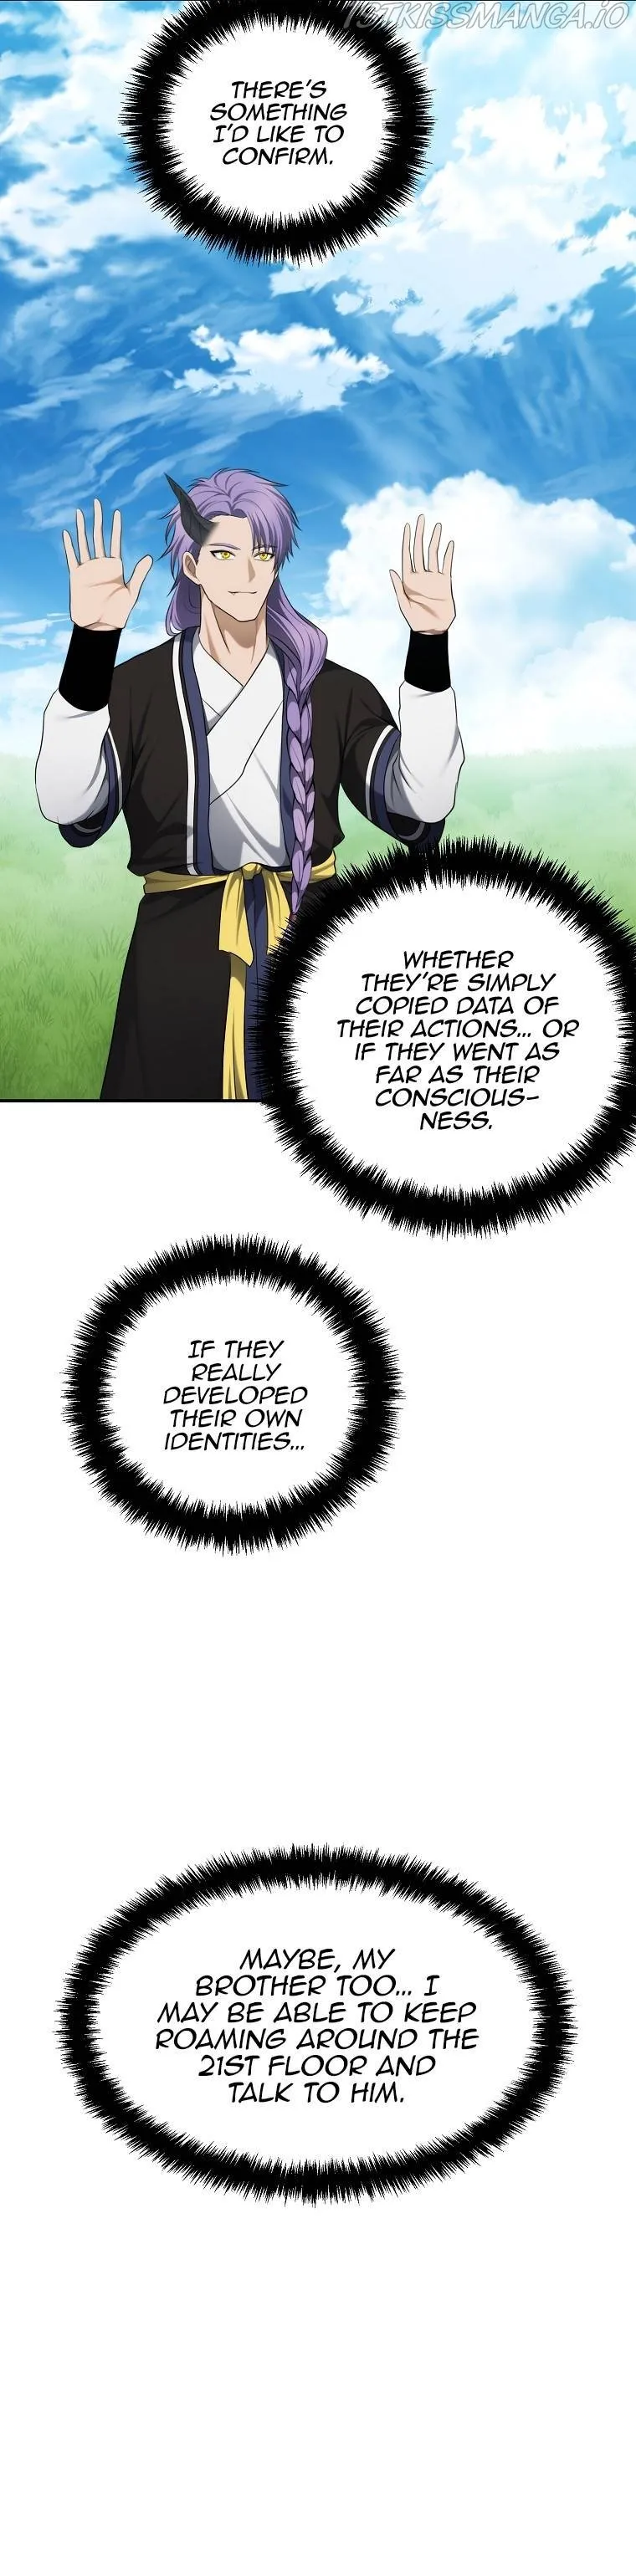 1STKISSMANGA.IO
THERE'S
SOMETHING
I'D LIKE TO
CONFIRM.
WHETHER
THEY'RE SIMPLY
COPIED DATA OF
THEIR ACTIONS... OR
IF THEY WENT AS
FAR AS THEIR
CONSCIOUS-
NESS.
IF THEY
REALLY
DEVELOPED
THEIR OWN
IDENTITIES...
MAYBE, MY
BROTHER TOO... I
MAY BE ABLE TO KEEP
ROAMING AROUND THE
21ST FLOOR AND
TALK TO HIM.